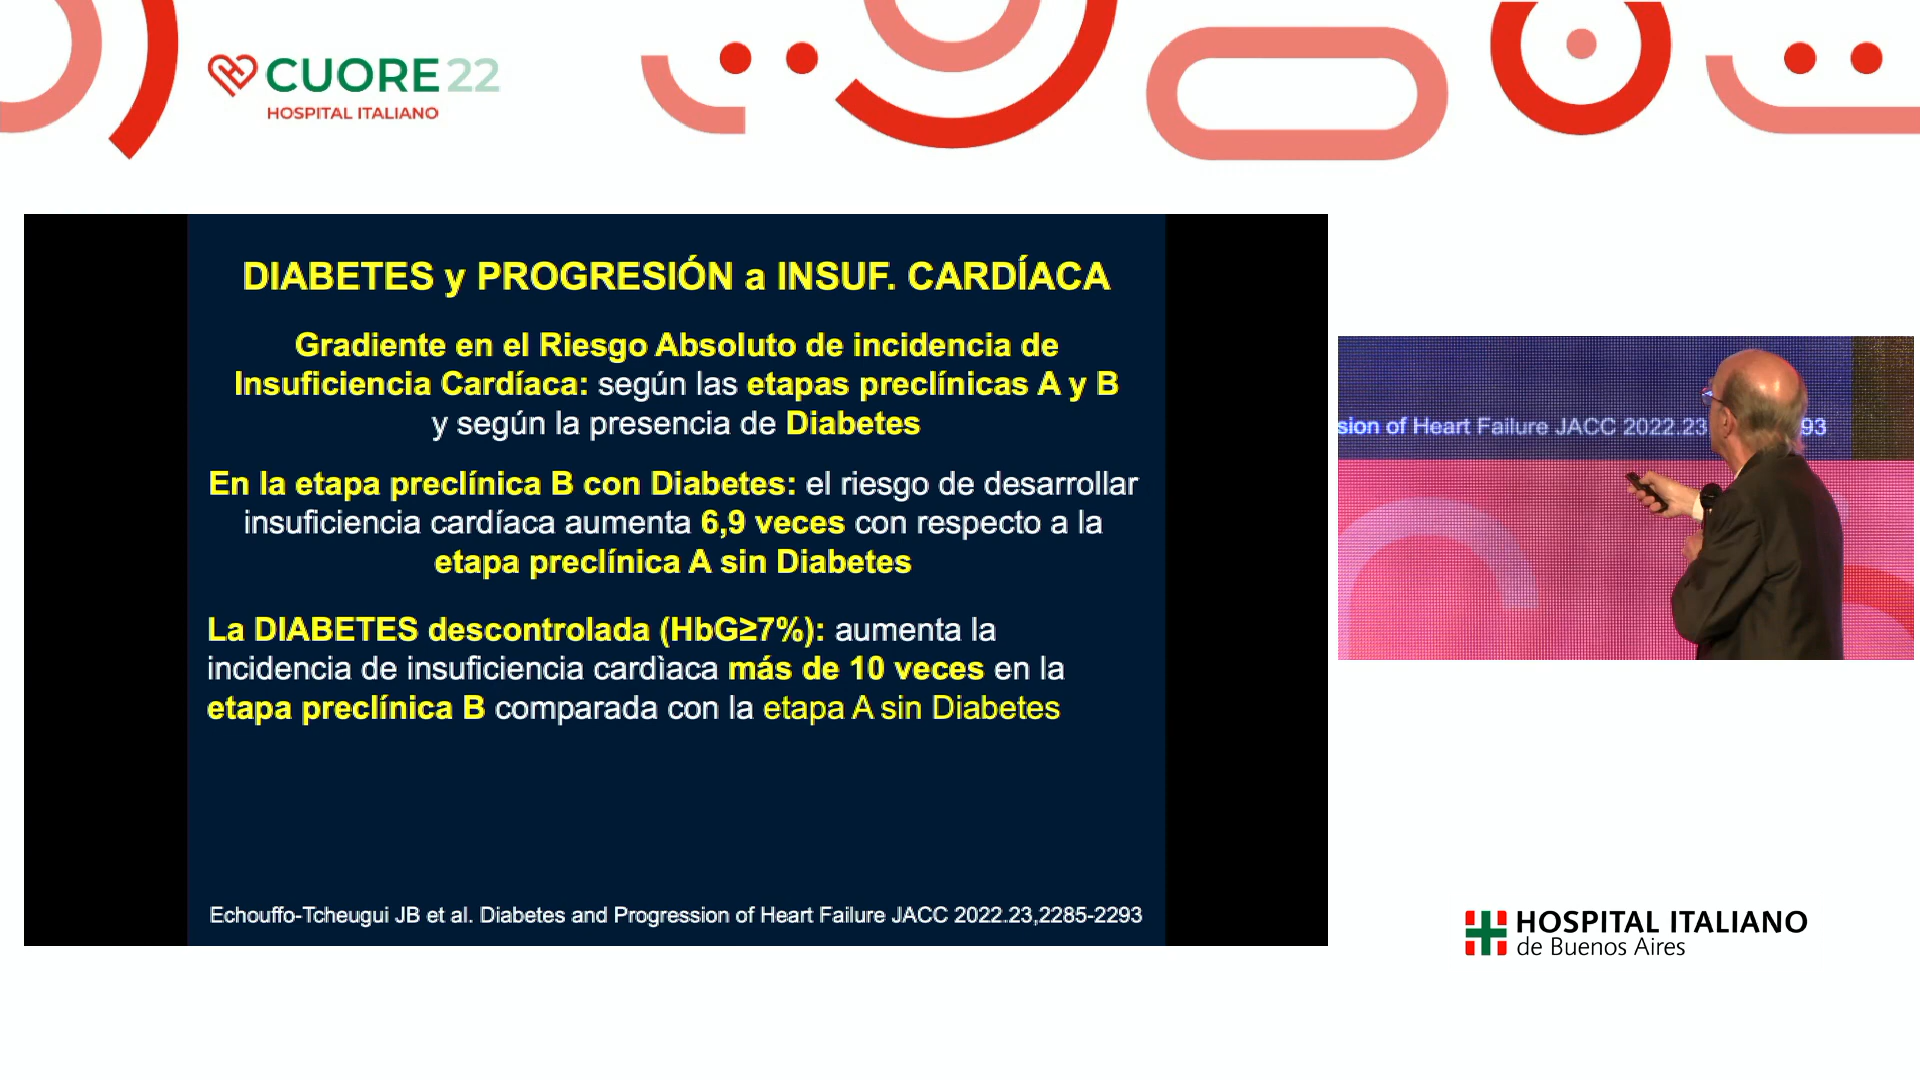 CUORE22
HOSPITAL ITALIANO
DIABETES y PROGRESIÓN a INSUF. CARDÍACA
Gradiente en el Riesgo Absoluto de incidencia de
Insuficiencia Cardíaca: según las etapas preclínicas A y B
y según la presencia de Diabetes
En la etapa preclínica B con Diabetes: el riesgo de desarrollar
insuficiencia cardíaca aumenta 6,9 veces con respecto a la
etapa preclínica A sin Diabetes
La DIABETES descontrolada (HbG≥7%): aumenta la
incidencia de insuficiencia cardìaca más de 10 veces en la
etapa preclínica B comparada con la etapa A sin Diabetes
Echouffo-Tcheugui JB et al. Diabetes and Progression of Heart Failure JACC 2022.23,2285-2293
sion of Heart Failure JACC 2022.23 93
HOSPITAL ITALIANO
de Buenos Aires